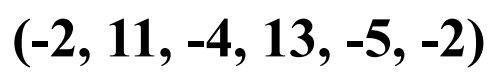 (-2, 11, -4, 13, -5, -2)